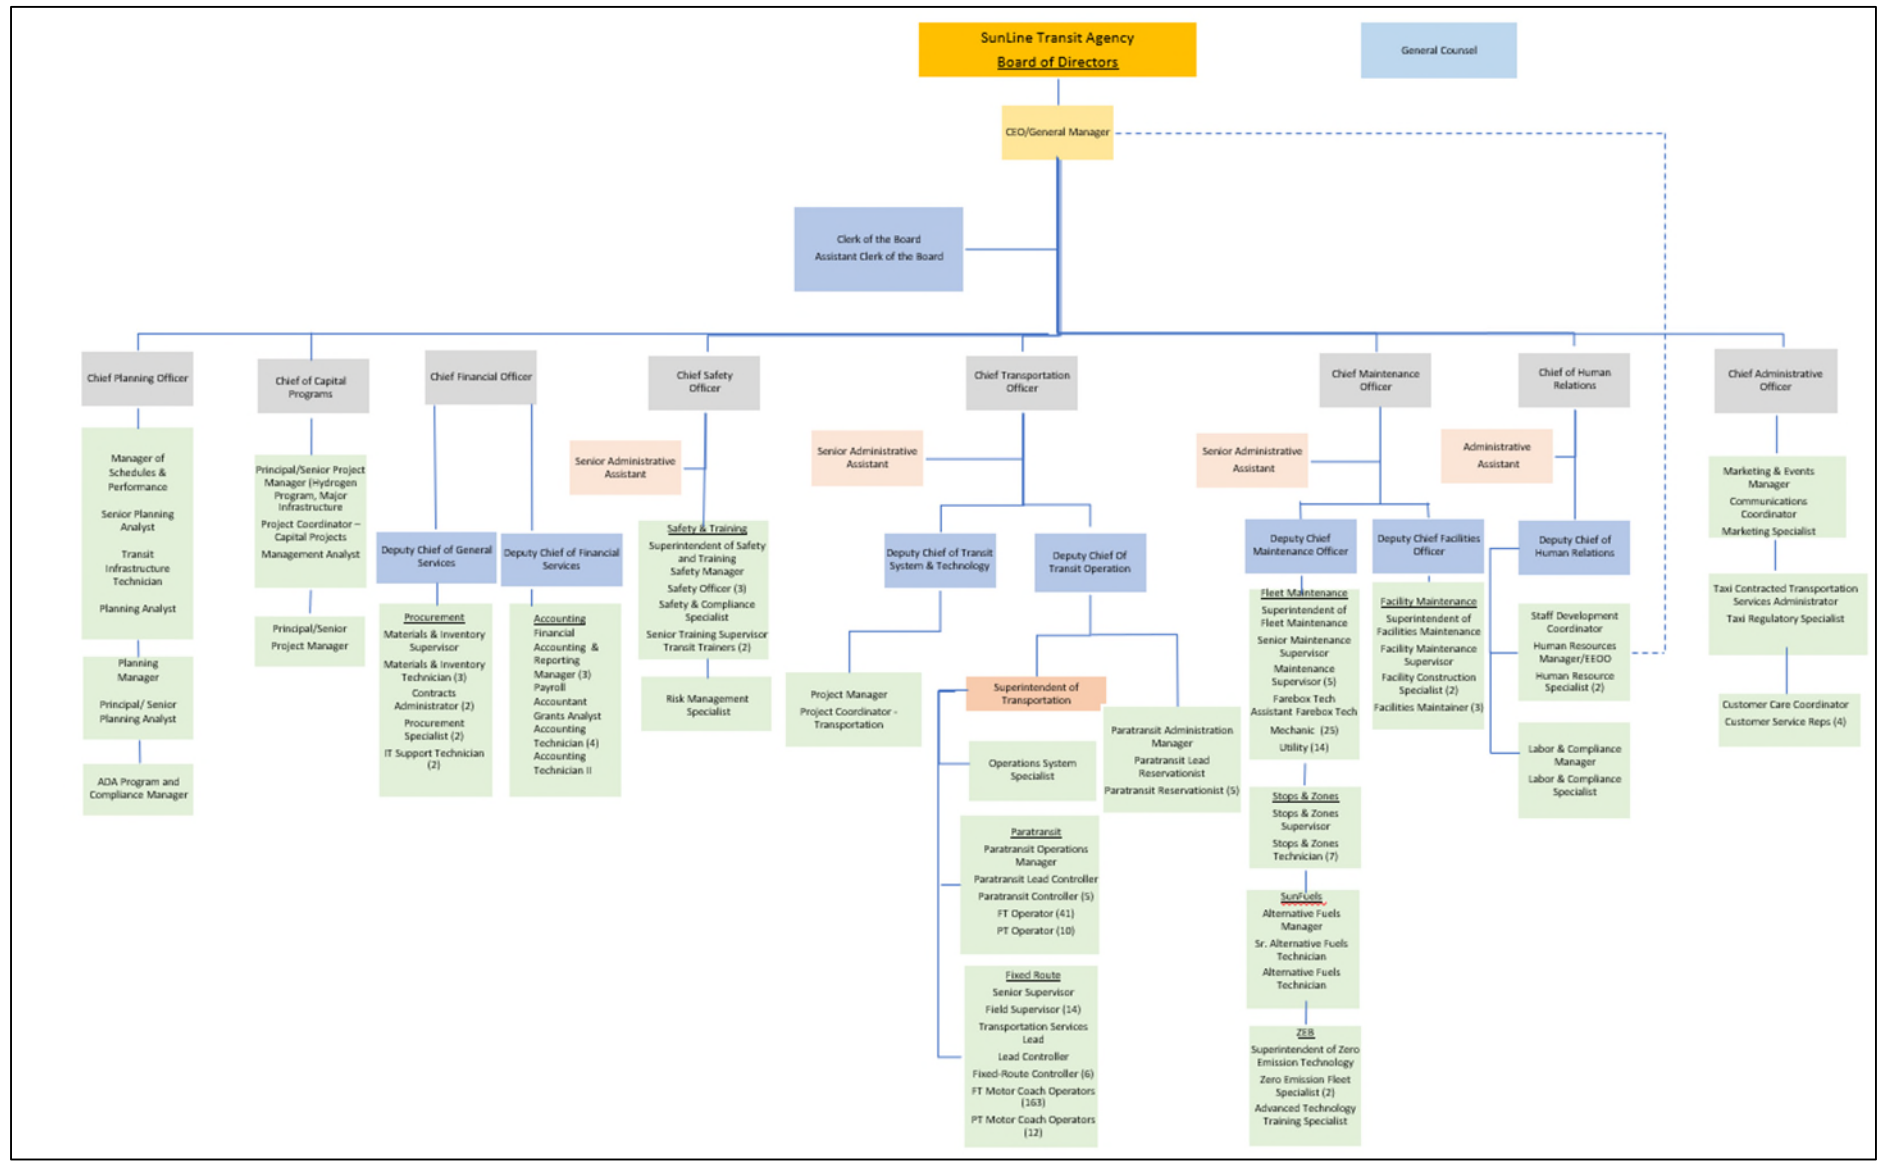 SunLine Transit Agency
Board of Directors
General Counsel
CEO/General Manager
Clerk of the Board
Assistant Clerk of the Board
Chief Planning Officer
Manager of
Schedules &
Performance
Senior Planning
Analyst
Transit
Infrastructure
Technician
Planning Analyst
Planning
Manager
Principal/ Senior
Planning Analyst
ADA Program and
Compliance Manager
Chief of Capital
Programs
Principal/Senior Project
Manager (Hydrogen
Program, Major
Infrastructure
Project Coordinator –
Capital Projects
Management Analyst
Principal/Senior
Project Manager
Chief Financial Officer
Deputy Chief of General
Services
Procurement
Materials & Inventory
Supervisor
Materials & Inventory
Technician (3)
Contracts
Administrator (2)
Procurement
Specialist (2)
IT Support Technician
(2)
Deputy Chief of Financial
Services
Accounting
Financial
Accounting &
Reporting
Manager (3)
Payroll
Accountant
Grants Analyst
Accounting
Technician (4)
Accounting
Technician II
Chief Safety
Officer
Senior Administrative
Assistant
Safety & Training
Superintendent of Safety
and Training
Safety Manager
Safety Officer (3)
Safety & Compliance
Specialist
Senior Training Supervisor
Transit Trainers (2)
Risk Management
Specialist
Chief Transportation
Officer
Senior Administrative
Assistant
Deputy Chief of Transit
System & Technology
Project Manager
Project Coordinator -
Transportation
Deputy Chief Of
Transit Operation
Superintendent of
Transportation
Operations System
Specialist
Paratransit
Paratransit Operations
Manager
Paratransit Lead Controller
Paratransit Controller (5)
FT Operator (41)
PT Operator (10)
Fixed Route
Senior Supervisor
Field Supervisor (14)
Transportation Services
Lead
Lead Controller
Fixed-Route Controller (6)
FT Motor Coach Operators
(163)
PT Motor Coach Operators
(12)
Paratransit Administration
Manager
Paratransit Lead
Reservationist
Paratransit Reservationist (5)
Chief Maintenance
Officer
Senior Administrative
Assistant
Deputy Chief
Maintenance Officer
Fleet Maintenance
Superintendent of
Fleet Maintenance
Senior Maintenance
Supervisor
Maintenance
Supervisor (5)
Farebox Tech
Assistant Farebox Tech
Mechanic (25)
Utility (14)
Stops & Zones
Stops & Zones
Supervisor
Stops & Zones
Technician (7)
SunFuels
Alternative Fuels
Manager
Sr. Alternative Fuels
Technician
Alternative Fuels
Technician
ZEB
Superintendent of Zero
Emission Technology
Zero Emission Fleet
Specialist (2)
Advanced Technology
Training Specialist
Deputy Chief Facilities
Officer
Facility Maintenance
Superintendent of
Facilities Maintenance
Facility Maintenance
Supervisor
Facility Construction
Specialist (2)
Facilities Maintainer (3)
Chief of Human
Relations
Administrative
Assistant
Deputy Chief of
Human Relations
Staff Development
Coordinator
Human Resources
Manager/EEOO
Human Resource
Specialist (2)
Labor & Compliance
Manager
Labor & Compliance
Specialist
Chief Administrative
Officer
Marketing & Events
Manager
Communications
Coordinator
Marketing Specialist
Taxi Contracted Transportation
Services Administrator
Taxi Regulatory Specialist
Customer Care Coordinator
Customer Service Reps (4)